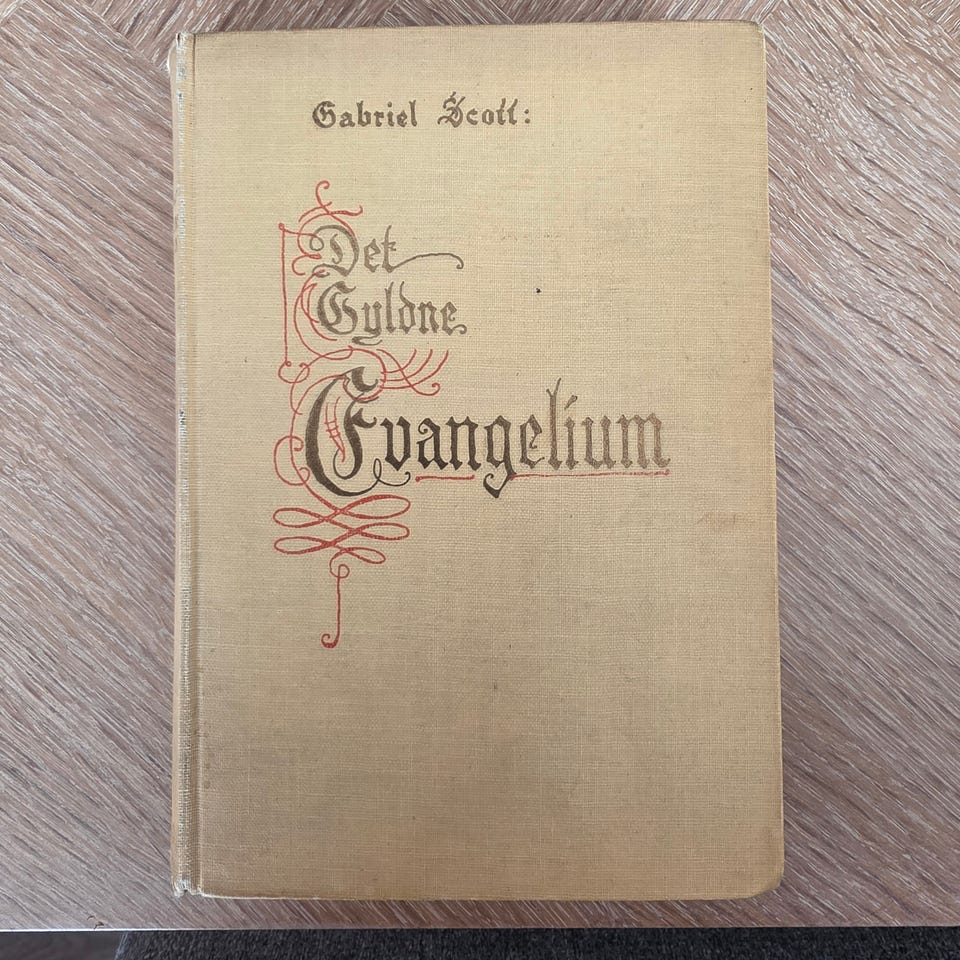 Gabriel Scott:
Det
Gyldne
Evangelium